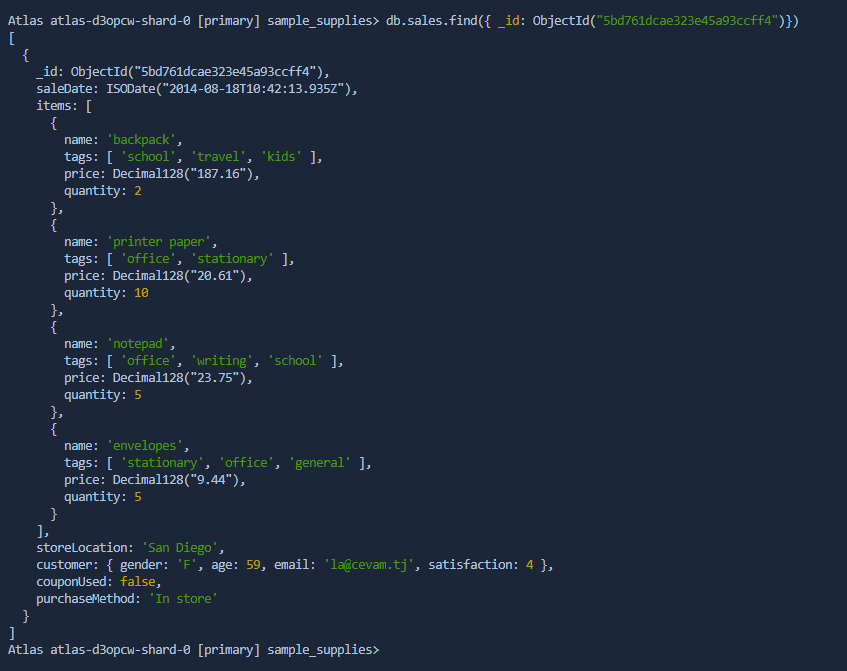 Atlas atlas-d3opcw-shard-0 [primary] sample_supplies> db.sales.find({ _id: ObjectId("5bd761dcae323e45a93ccff4")})
[
  {
    _id: ObjectId("5bd761dcae323e45a93ccff4"),
    saleDate: ISODate("2014-08-18T10:42:13.935Z"),
    items: [
      {
        name: 'backpack',
        tags: [ 'school', 'travel', 'kids' ],
        price: Decimal128("187.16"),
        quantity: 2
      },
      {
        name: 'printer paper',
        tags: [ 'office', 'stationary' ],
        price: Decimal128("20.61"),
        quantity: 10
      },
      {
        name: 'notepad',
        tags: [ 'office', 'writing', 'school' ],
        price: Decimal128("23.75"),
        quantity: 5
      },
      {
        name: 'envelopes',
        tags: [ 'stationary', 'office', 'general' ],
        price: Decimal128("9.44"),
        quantity: 5
      }
    ],
    storeLocation: 'San Diego',
    customer: { gender: 'F', age: 59, email: 'la@cevam.tj', satisfaction: 4 },
    couponUsed: false,
    purchaseMethod: 'In store'
  }
]
Atlas atlas-d3opcw-shard-0 [primary] sample_supplies>